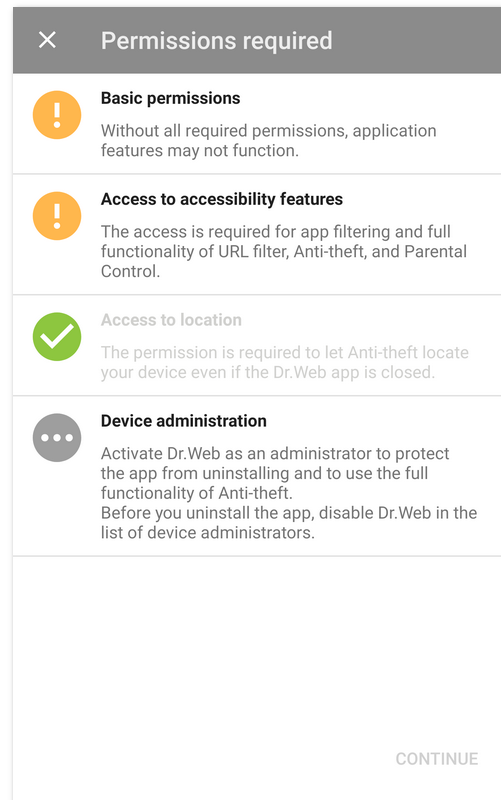 Permissions required
Basic permissions
Without all required permissions, application
features may not function.
Access to accessibility features
The access is required for app filtering and full
functionality of URL filter, Anti-theft, and Parental
Control.
Access to location
The permission is required to let Anti-theft locate
your device even if the Dr.Web app is closed.
Device administration
Activate Dr.Web as an administrator to protect
the app from uninstalling and to use the full
functionality of Anti-theft.
Before you uninstall the app, disable Dr.Web in the
list of device administrators.
CONTINUE